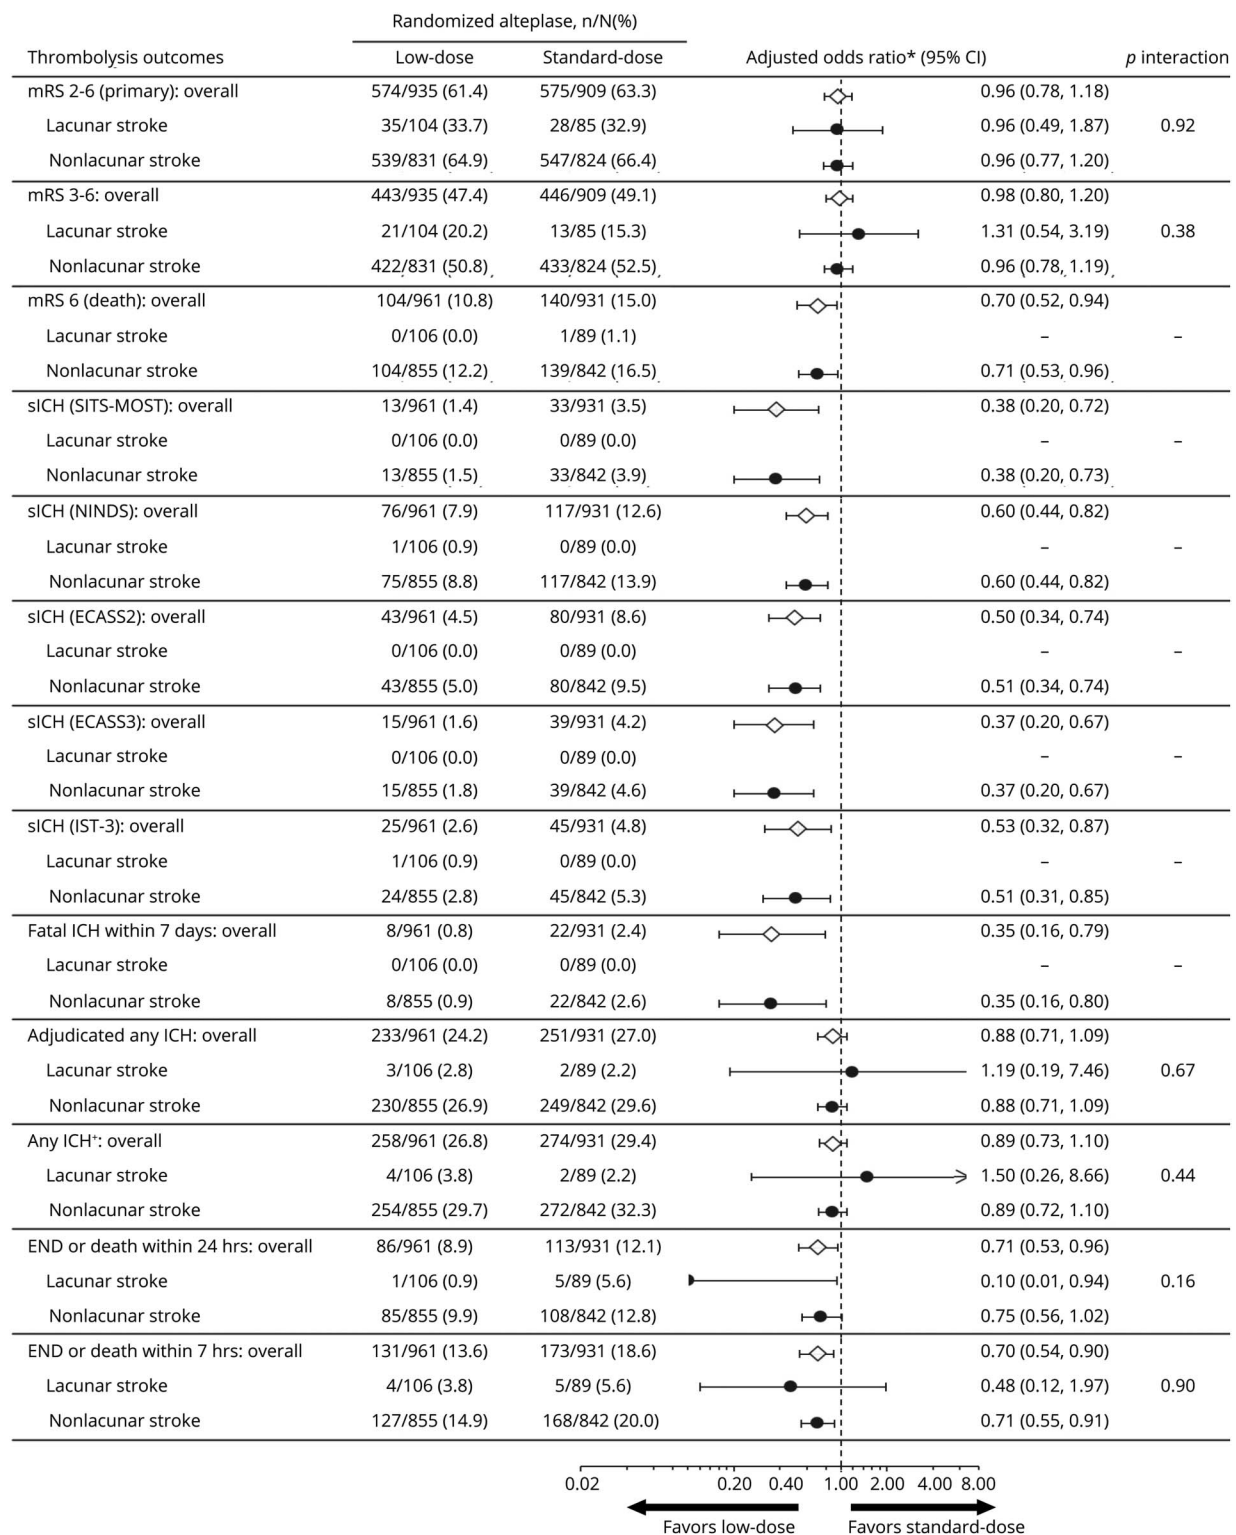 Randomized alteplase, n/N(%)
Thrombolysis outcomes Low-dose Standard-dose Adjusted odds ratio* (95% CI) p interaction
mRS 2-6 (primary): overall 574/935 (61.4) 575/909 (63.3) 0.96 (0.78, 1.18)
Lacunar stroke 35/104 (33.7) 28/85 (32.9) 0.96 (0.49, 1.87) 0.92
Nonlacunar stroke 539/831 (64.9) 547/824 (66.4) 0.96 (0.77, 1.20)
mRS 3-6: overall 443/935 (47.4) 446/909 (49.1) 0.98 (0.80, 1.20)
Lacunar stroke 21/104 (20.2) 13/85 (15.3) 1.31 (0.54, 3.19) 0.38
Nonlacunar stroke 422/831 (50.8) 433/824 (52.5) 0.96 (0.78, 1.19)
mRS 6 (death): overall 104/961 (10.8) 140/931 (15.0) 0.70 (0.52, 0.94)
Lacunar stroke 0/106 (0.0) 1/89 (1.1) – –
Nonlacunar stroke 104/855 (12.2) 139/842 (16.5) 0.71 (0.53, 0.96)
sICH (SITS-MOST): overall 13/961 (1.4) 33/931 (3.5) 0.38 (0.20, 0.72)
Lacunar stroke 0/106 (0.0) 0/89 (0.0) – –
Nonlacunar stroke 13/855 (1.5) 33/842 (3.9) 0.38 (0.20, 0.73)
sICH (NINDS): overall 76/961 (7.9) 117/931 (12.6) 0.60 (0.44, 0.82)
Lacunar stroke 1/106 (0.9) 0/89 (0.0) – –
Nonlacunar stroke 75/855 (8.8) 117/842 (13.9) 0.60 (0.44, 0.82)
sICH (ECASS2): overall 43/961 (4.5) 80/931 (8.6) 0.50 (0.34, 0.74)
Lacunar stroke 0/106 (0.0) 0/89 (0.0) – –
Nonlacunar stroke 43/855 (5.0) 80/842 (9.5) 0.51 (0.34, 0.74)
sICH (ECASS3): overall 15/961 (1.6) 39/931 (4.2) 0.37 (0.20, 0.67)
Lacunar stroke 0/106 (0.0) 0/89 (0.0) – –
Nonlacunar stroke 15/855 (1.8) 39/842 (4.6) 0.37 (0.20, 0.67)
sICH (IST-3): overall 25/961 (2.6) 45/931 (4.8) 0.53 (0.32, 0.87)
Lacunar stroke 1/106 (0.9) 0/89 (0.0) – –
Nonlacunar stroke 24/855 (2.8) 45/842 (5.3) 0.51 (0.31, 0.85)
Fatal ICH within 7 days: overall 8/961 (0.8) 22/931 (2.4) 0.35 (0.16, 0.79)
Lacunar stroke 0/106 (0.0) 0/89 (0.0) – –
Nonlacunar stroke 8/855 (0.9) 22/842 (2.6) 0.35 (0.16, 0.80)
Adjudicated any ICH: overall 233/961 (24.2) 251/931 (27.0) 0.88 (0.71, 1.09)
Lacunar stroke 3/106 (2.8) 2/89 (2.2) 1.19 (0.19, 7.46) 0.67
Nonlacunar stroke 230/855 (26.9) 249/842 (29.6) 0.88 (0.71, 1.09)
Any ICH⁺: overall 258/961 (26.8) 274/931 (29.4) 0.89 (0.73, 1.10)
Lacunar stroke 4/106 (3.8) 2/89 (2.2) 1.50 (0.26, 8.66) 0.44
Nonlacunar stroke 254/855 (29.7) 272/842 (32.3) 0.89 (0.72, 1.10)
END or death within 24 hrs: overall 86/961 (8.9) 113/931 (12.1) 0.71 (0.53, 0.96)
Lacunar stroke 1/106 (0.9) 5/89 (5.6) 0.10 (0.01, 0.94) 0.16
Nonlacunar stroke 85/855 (9.9) 108/842 (12.8) 0.75 (0.56, 1.02)
END or death within 7 hrs: overall 131/961 (13.6) 173/931 (18.6) 0.70 (0.54, 0.90)
Lacunar stroke 4/106 (3.8) 5/89 (5.6) 0.48 (0.12, 1.97) 0.90
Nonlacunar stroke 127/855 (14.9) 168/842 (20.0) 0.71 (0.55, 0.91)
0.02 0.20 0.40 1.00 2.00 4.00 8.00
Favors low-dose Favors standard-dose